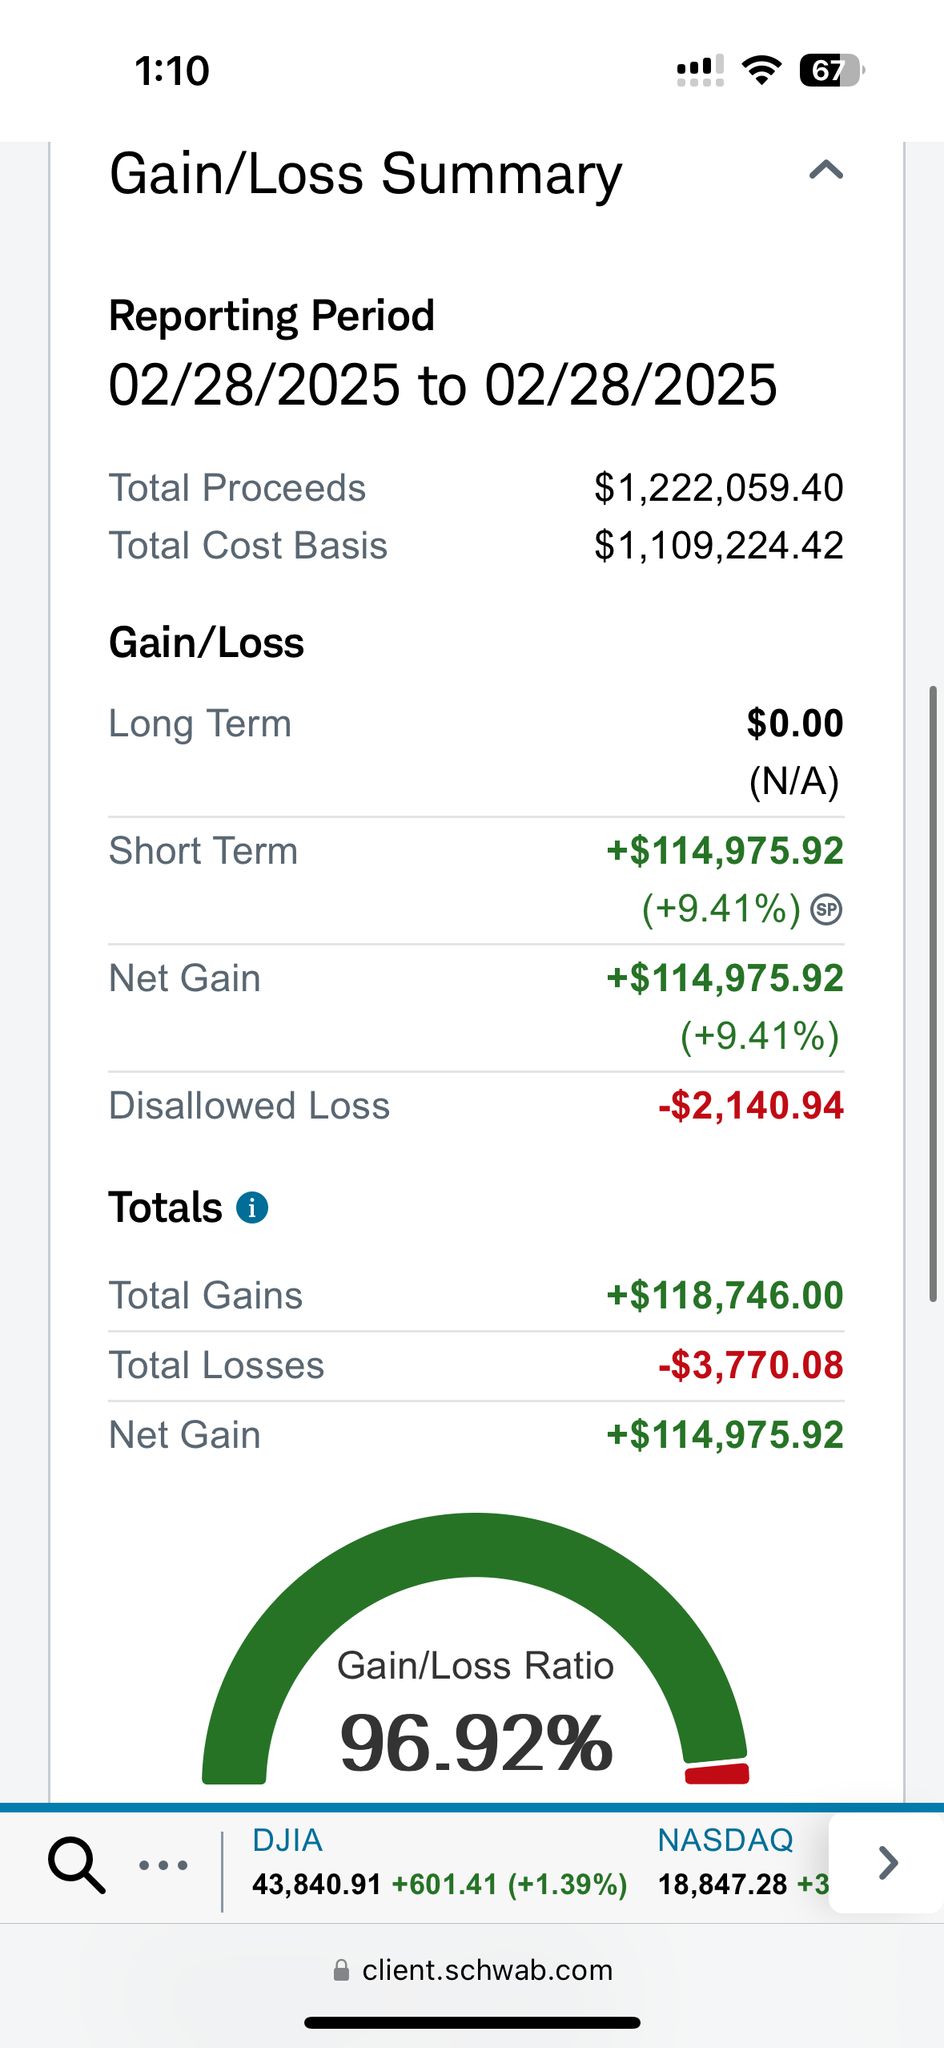 1:10
67
Gain/Loss Summary
Reporting Period
02/28/2025 to 02/28/2025
Total Proceeds $1,222,059.40
Total Cost Basis $1,109,224.42
Gain/Loss
Long Term $0.00
(N/A)
Short Term +$114,975.92
(+9.41%) SP
Net Gain +$114,975.92
(+9.41%)
Disallowed Loss -$2,140.94
Totals i
Total Gains +$118,746.00
Total Losses -$3,770.08
Net Gain +$114,975.92
Gain/Loss Ratio
96.92%
DJIA NASDAQ
43,840.91 +601.41 (+1.39%) 18,847.28 +3
client.schwab.com